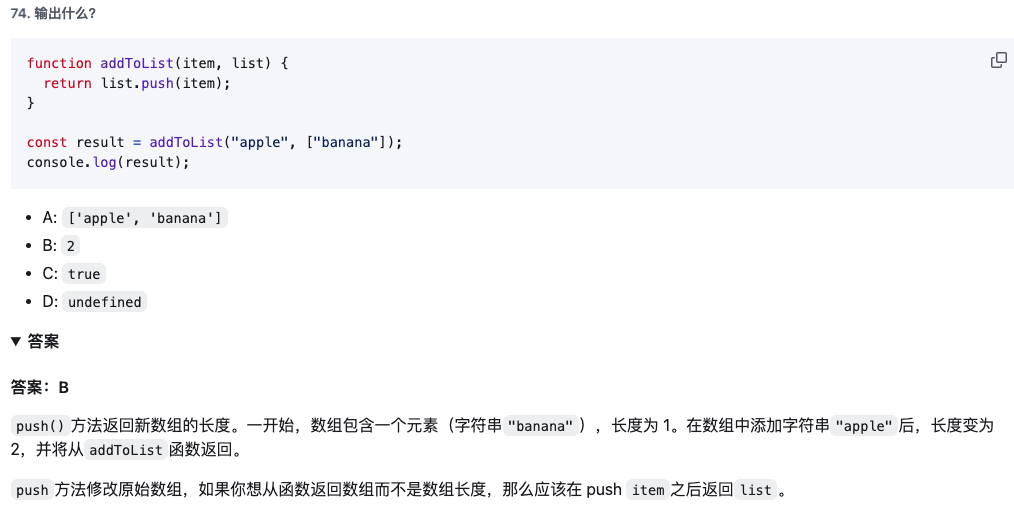 74. 输出什么?
function addToList(item, list) {
  return list.push(item);
}
const result = addToList("apple", ["banana"]);
console.log(result);
A: ['apple', 'banana']
B: 2
C: true
D: undefined
▼ 答案
答案：B
push() 方法返回新数组的长度。一开始，数组包含一个元素（字符串 "banana" ），长度为 1。在数组中添加字符串 "apple" 后，长度变为
2，并将从 addToList 函数返回。
push 方法修改原始数组，如果你想从函数返回数组而不是数组长度，那么应该在 push item 之后返回 list 。